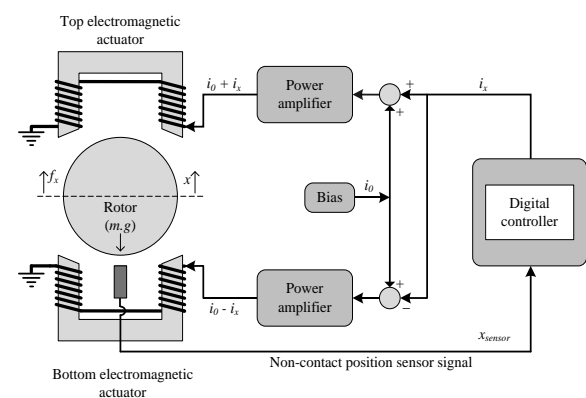 Top electromagnetic
actuator
i0 + ix
Power
amplifier
+
+
ix
fx
x
Rotor
(m.g)
Bias
i0
Digital
controller
i0 - ix
Power
amplifier
+
−
xsensor
Non-contact position sensor signal
Bottom electromagnetic
actuator